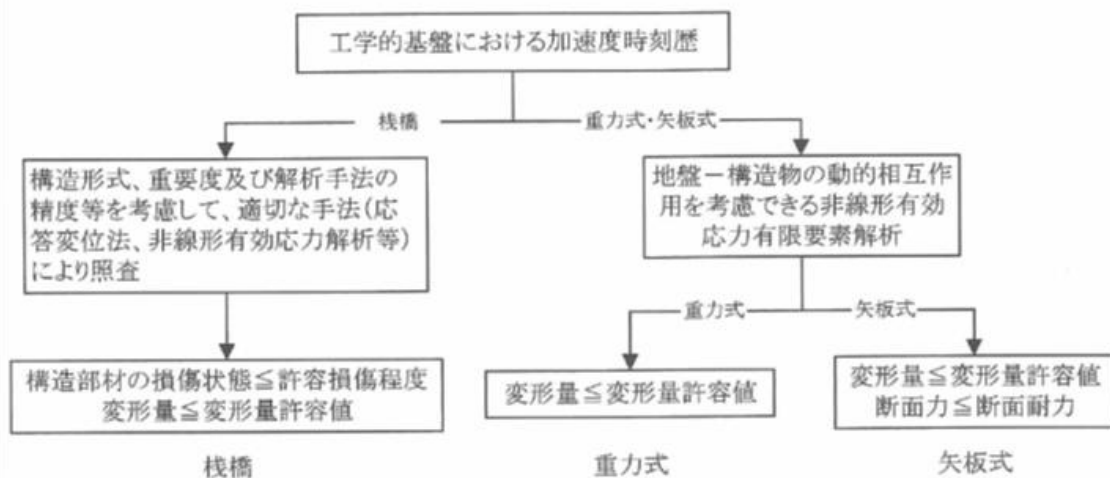 工学的基盤における加速度時刻歴
桟橋
重力式・矢板式
構造形式、重要度及び解析手法の
精度等を考慮して、適切な手法(応
答変位法、非線形有効応力解析等)
により照査
地盤－構造物の動的相互作
用を考慮できる非線形有効
応力有限要素解析
重力式
矢板式
構造部材の損傷状態≦許容損傷程度
変形量≦変形量許容値
変形量≦変形量許容値
変形量≦変形量許容値
断面力≦断面耐力
桟橋
重力式
矢板式